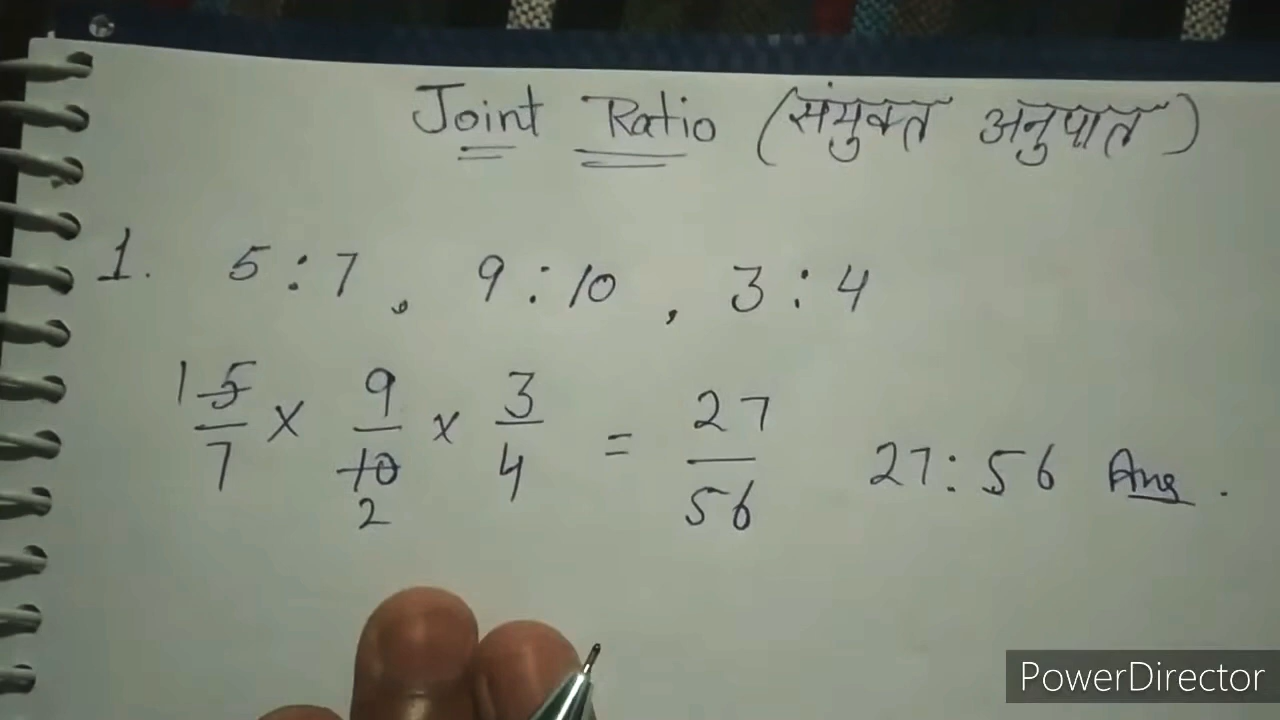 Joint Ratio (संयुक्त अनुपात)
1. 5 : 7 , 9 : 10 , 3 : 4
1 5/7 × 9/10 2 × 3/4 = 27/56 27 : 56 Ans.
PowerDirector